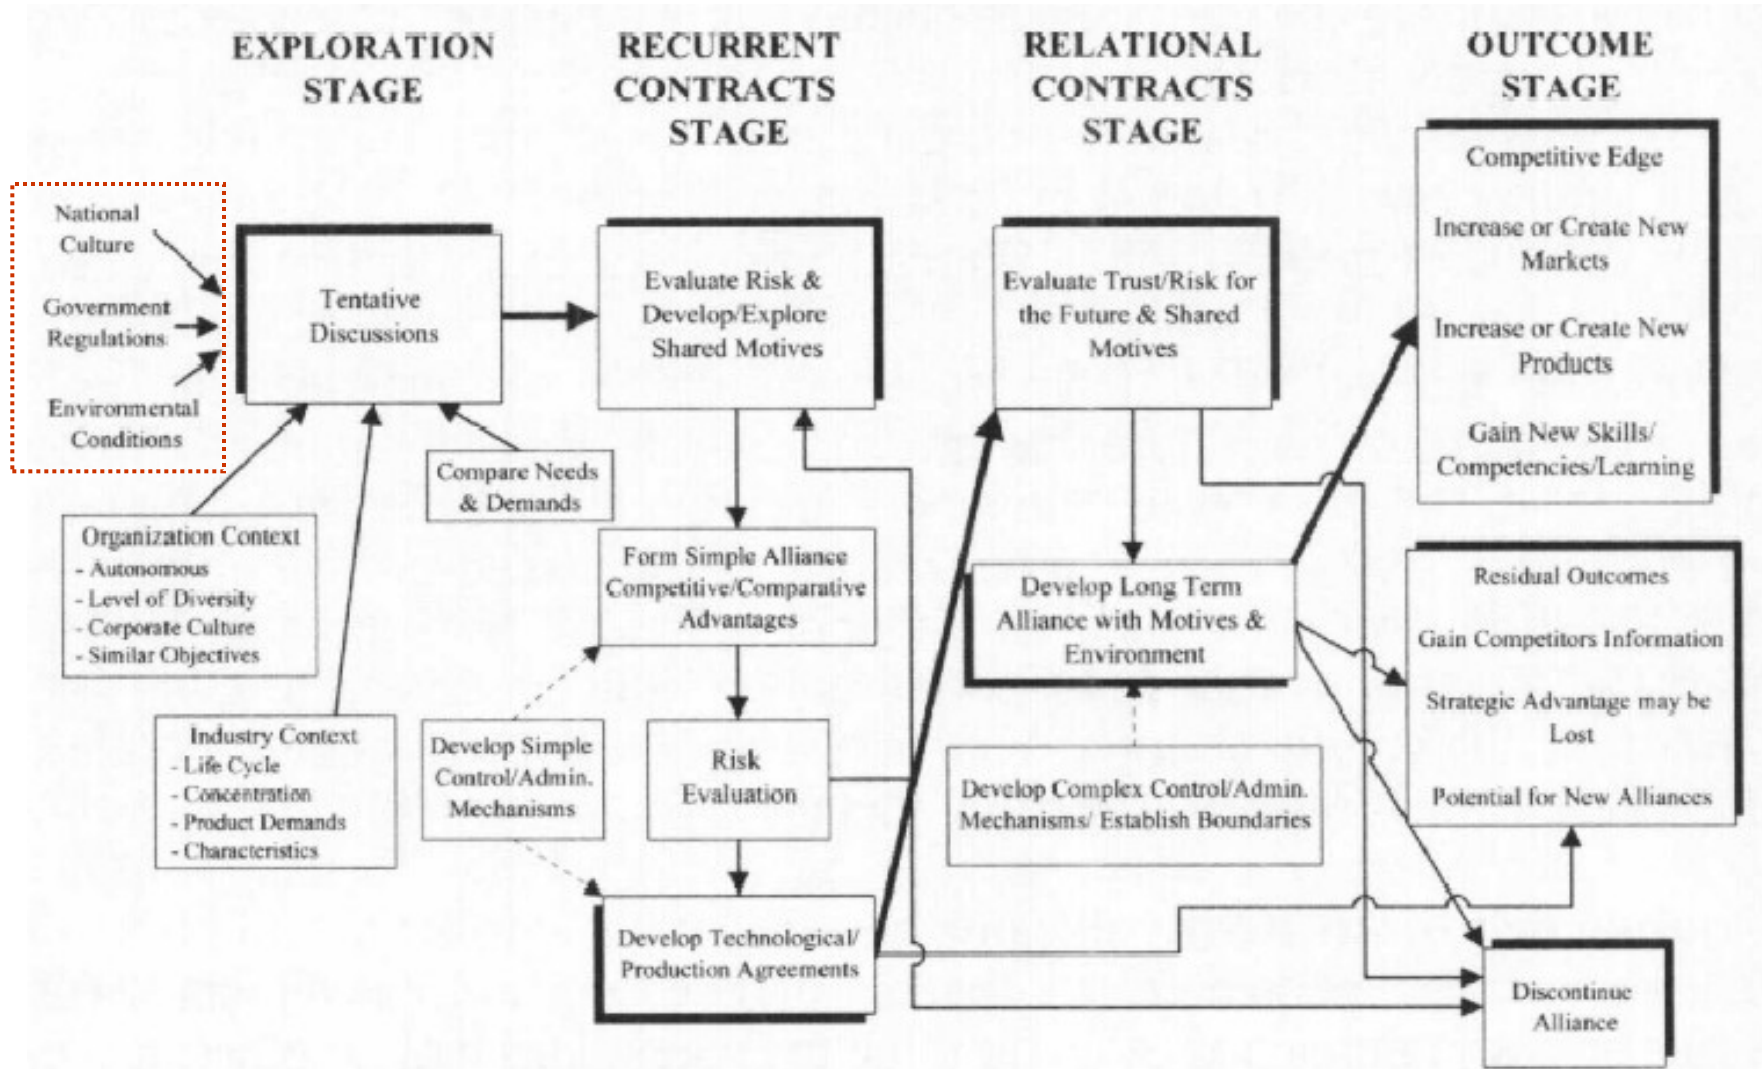 EXPLORATION
STAGE
RECURRENT
CONTRACTS
STAGE
RELATIONAL
CONTRACTS
STAGE
OUTCOME
STAGE
National
Culture
Government
Regulations
Environmental
Conditions
Tentative
Discussions
Compare Needs
& Demands
Organization Context
- Autonomous
- Level of Diversity
- Corporate Culture
- Similar Objectives
Industry Context
- Life Cycle
- Concentration
- Product Demands
- Characteristics
Evaluate Risk &
Develop/Explore
Shared Motives
Form Simple Alliance
Competitive/Comparative
Advantages
Develop Simple
Control/Admin.
Mechanisms
Risk
Evaluation
Develop Technological/
Production Agreements
Evaluate Trust/Risk for
the Future & Shared
Motives
Develop Long Term
Alliance with Motives &
Environment
Develop Complex Control/Admin.
Mechanisms/ Establish Boundaries
Competitive Edge
Increase or Create New
Markets
Increase or Create New
Products
Gain New Skills/
Competencies/Learning
Residual Outcomes
Gain Competitors Information
Strategic Advantage may be
Lost
Potential for New Alliances
Discontinue
Alliance